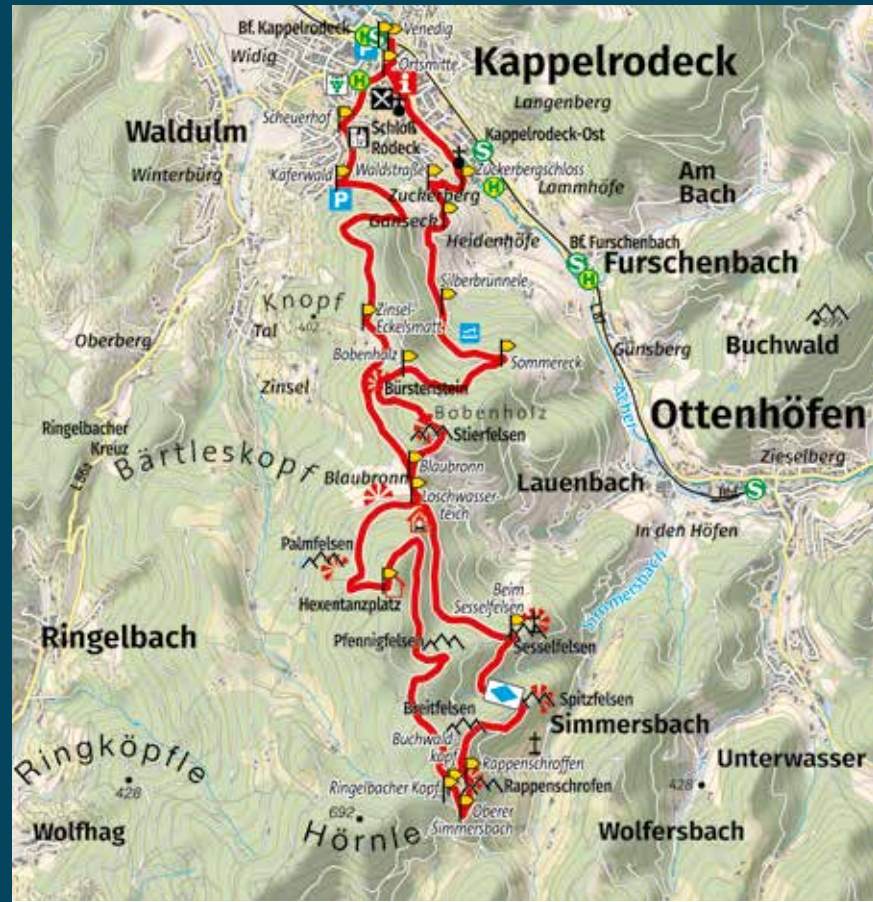 Bf. Kappelrodeck
Venedig
Widig
Ortsmitte
Kappelrodeck
Langenberg
Scheuerhof
Waldulm
Schloß
Rodeck
Kappelrodeck-Ost
Winterbürg
Käferwald
Waldstraße
Zuckerbergschloss
Zuckerberg
Lammhöfe
Am
Bach
P
Gänseck
Heidenhöfe
Bf. Furschenbach
Furschenbach
Silberbrünnele
Knopf
402
Zinsel-
Eckelsmatt
L 87
Oberberg
Tal
Günsberg
Buchwald
Bobenholz
Sommereck
Zinsel
Bürstenstein
Acher
Bobenholz
Ottenhöfen
Ringelbacher
Kreuz
Stierfelsen
Bärtleskopf
Zieselberg
L 86a
Blaubronn
Blaubronn
Lauenbach
Löschwasser-
teich
In den Höfen
Palmfelsen
Simmersbach
Hexentanzplatz
Beim
Sesselfelsen
Ringelbach
Pfennigfelsen
Sesselfelsen
Spitzfelsen
Breitfelsen
Simmersbach
Buchwald
kopf
Ringköpfle
Unterwasser
Rappenschroffen
428
Ringelbacher Kopf
Rappenschrofen
428
692
Oberer
Simmersbach
Wolfhag
Hörnle
Wolfersbach